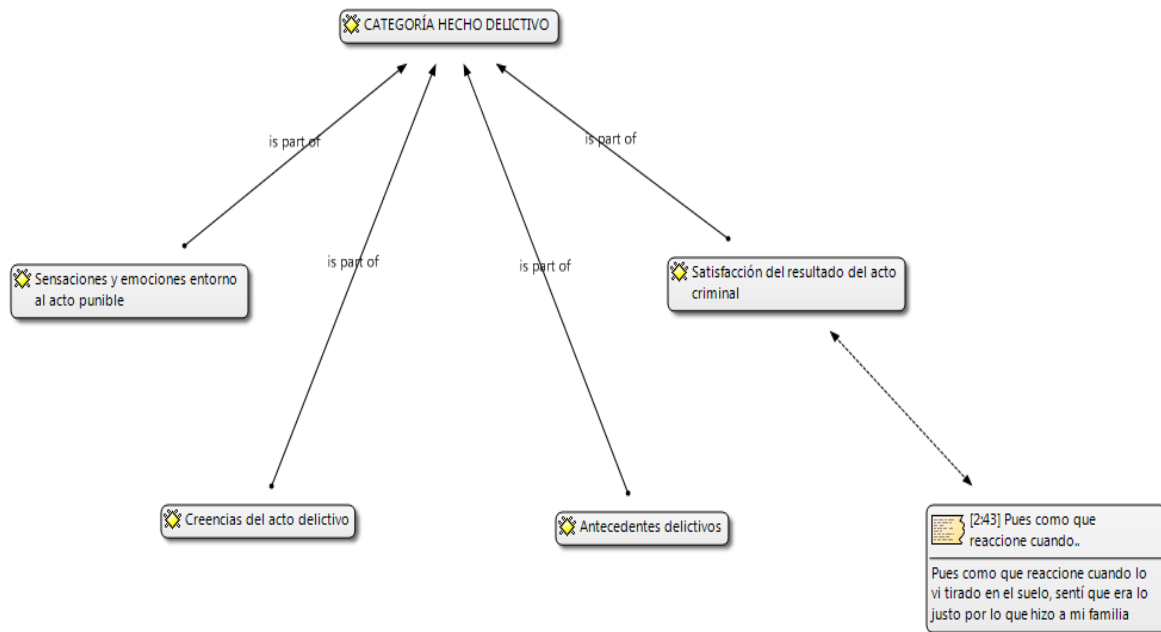 CATEGORÍA HECHO DELICTIVO
is part of
is part of
is part of
is part of
Sensaciones y emociones entorno
al acto punible
Satisfacción del resultado del acto
criminal
Creencias del acto delictivo
Antecedentes delictivos
[2:43] Pues como que
reaccione cuando..
Pues como que reaccione cuando lo
vi tirado en el suelo, sentí que era lo
justo por lo que hizo a mi familia